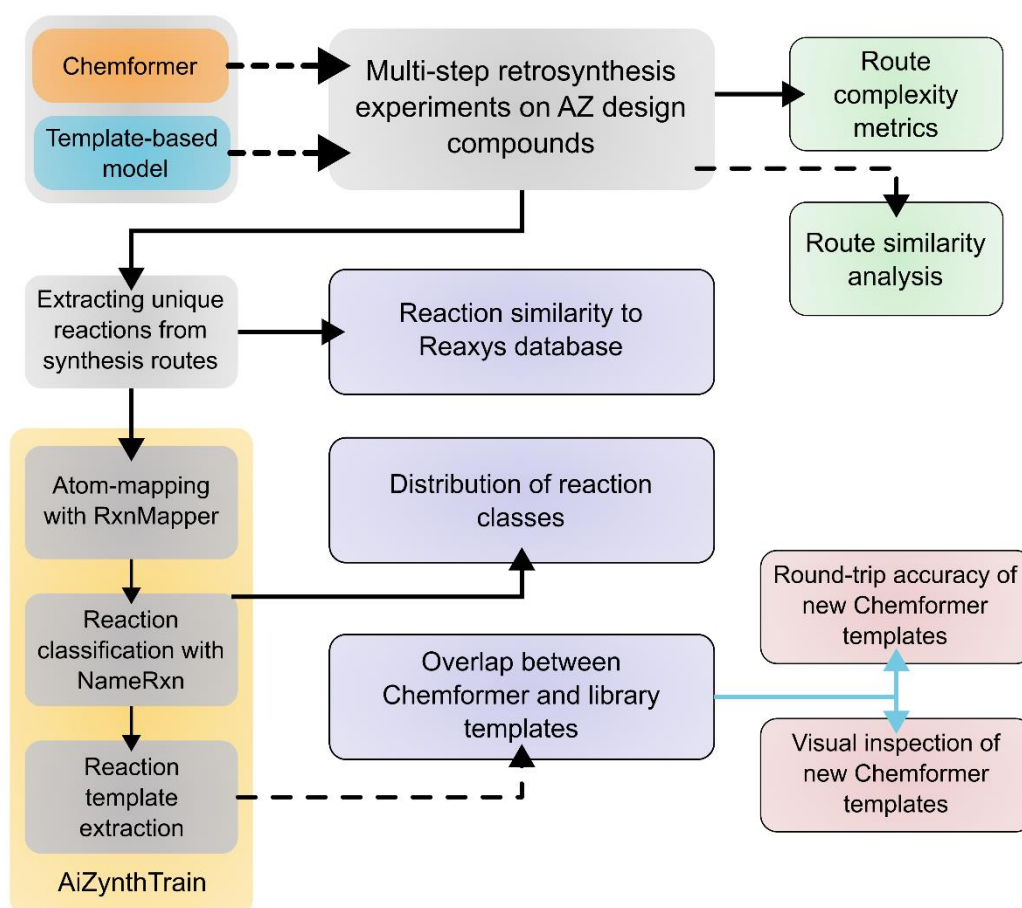 Chemformer
Template-based
model
Multi-step retrosynthesis
experiments on AZ design
compounds
Route
complexity
metrics
Route similarity
analysis
Extracting unique
reactions from
synthesis routes
Reaction similarity to
Reaxys database
Atom-mapping
with RxnMapper
Distribution of reaction
classes
Reaction
classification with
NameRxn
Overlap between
Chemformer and library
templates
Round-trip accuracy of
new Chemformer
templates
Visual inspection of
new Chemformer
templates
Reaction
template
extraction
AiZynthTrain